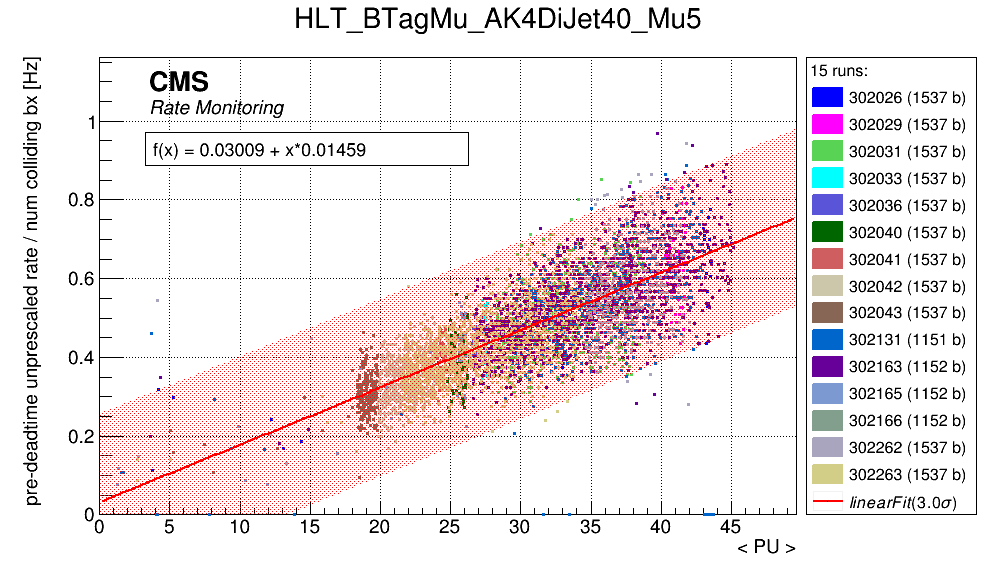 HLT_BTagMu_AK4DiJet40_Mu5
pre-deadtime unprescaled rate / num colliding bx [Hz]
CMS
Rate Monitoring
f(x) = 0.03009 + x*0.01459
1
0.8
0.6
0.4
0.2
0
0 5 10 15 20 25 30 35 40 45
< PU >
15 runs:
302026 (1537 b)
302029 (1537 b)
302031 (1537 b)
302033 (1537 b)
302036 (1537 b)
302040 (1537 b)
302041 (1537 b)
302042 (1537 b)
302043 (1537 b)
302131 (1151 b)
302163 (1152 b)
302165 (1152 b)
302166 (1152 b)
302262 (1537 b)
302263 (1537 b)
linearFit(3.0σ)